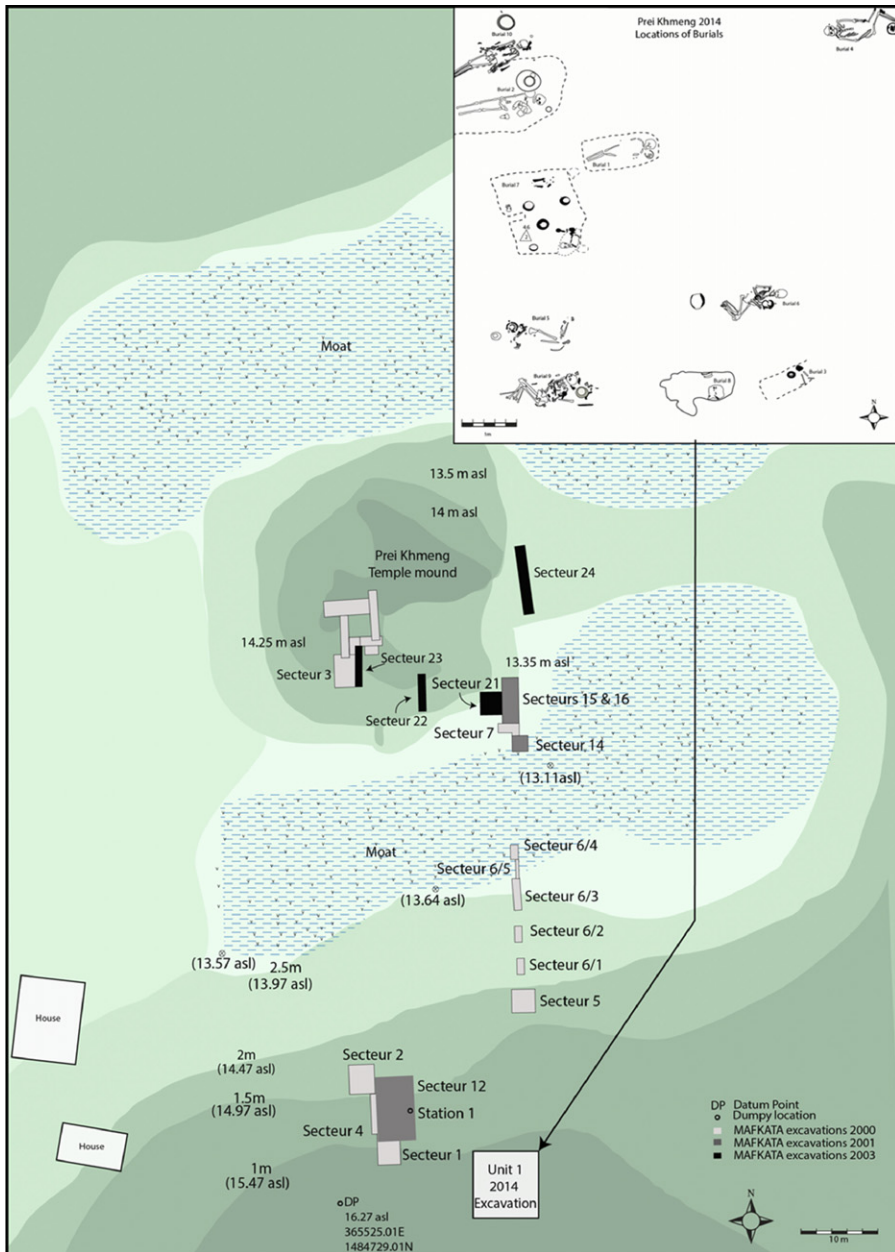 Prei Khmeng 2014
Locations of Burials
Burial 10
Burial 4
Burial 2
Burial 1
Burial 7
Burial 6
Burial 5
Burial 9
Burial 8
Burial 3
N
1m
Moat
13.5 m asl
14 m asl
Prei Khmeng
Temple mound
Secteur 24
14.25 m asl
Secteur 23
13.35 m asl
Secteur 3
Secteur 21
Secteurs 15 & 16
Secteur 22
Secteur 7
Secteur 14
(13.11asl)
Moat
Secteur 6/4
Secteur 6/5
(13.64 asl)
Secteur 6/3
Secteur 6/2
(13.57 asl)
2.5m
(13.97 asl)
Secteur 6/1
Secteur 5
House
2m
(14.47 asl)
Secteur 2
Secteur 12
1.5m
(14.97 asl)
Station 1
Secteur 4
House
Secteur 1
1m
(15.47 asl)
Unit 1
2014
Excavation
DP
16.27 asl
365525.01E
1484729.01N
DP Datum Point
Dumpy location
MAFKATA excavations 2000
MAFKATA excavations 2001
MAFKATA excavations 2003
N
10 m